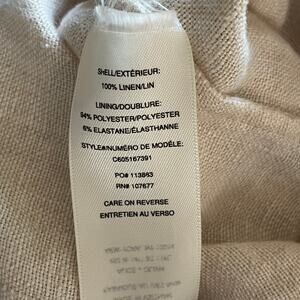 SHELL/EXTÉRIEUR:
100% LINEN/LIN
LINING/DOUBLURE:
94% POLYESTER/POLYESTER
6% ELASTANE/ÉLASTHANNE
STYLE#/NUMÉRO DE MODÈLE:
C605167391
PO# 113863
RN# 107677
CARE ON REVERSE
ENTRETIEN AU VERSO